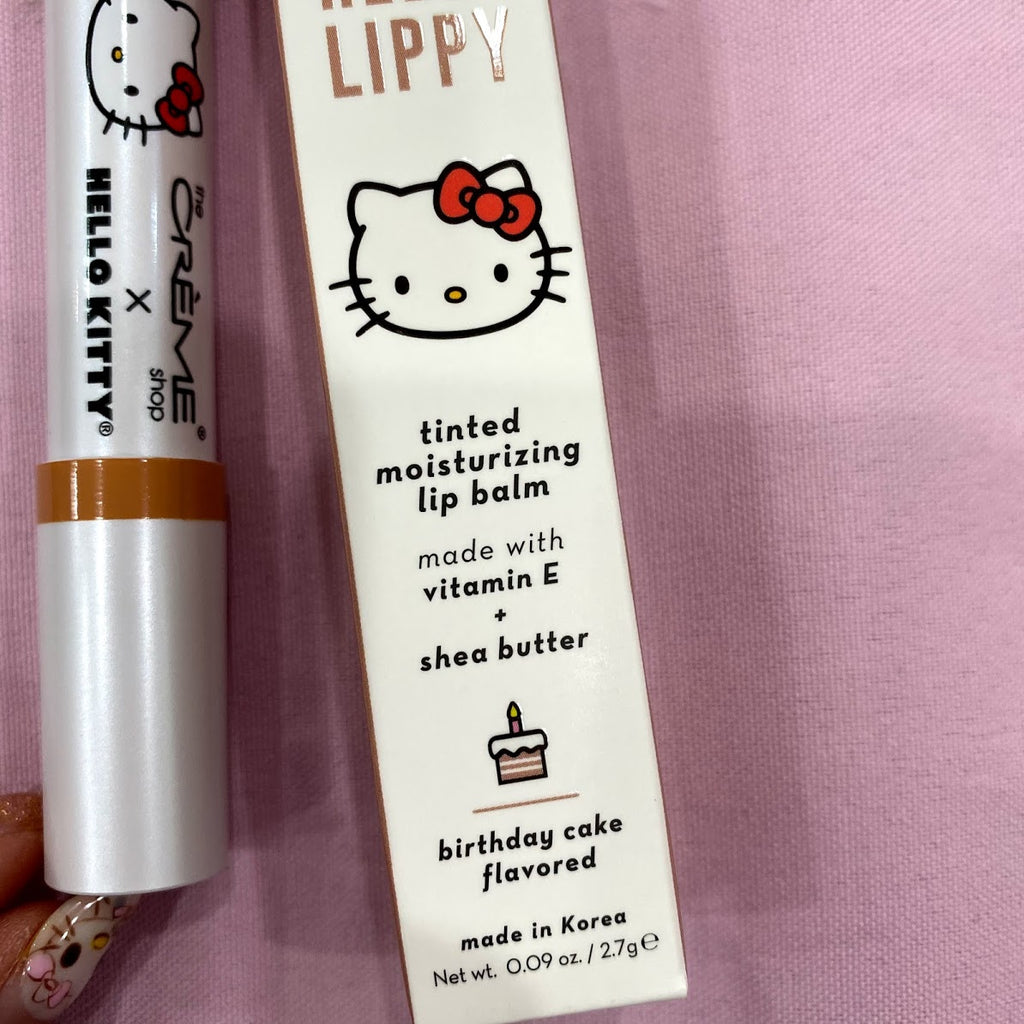 the
CRÈME
shop®
X
HELLO KITTY®
LIPPY
tinted
moisturizing
lip balm
made with
vitamin E
+
shea butter
birthday cake
flavored
made in Korea
Net wt. 0.09 oz. / 2.7g℮